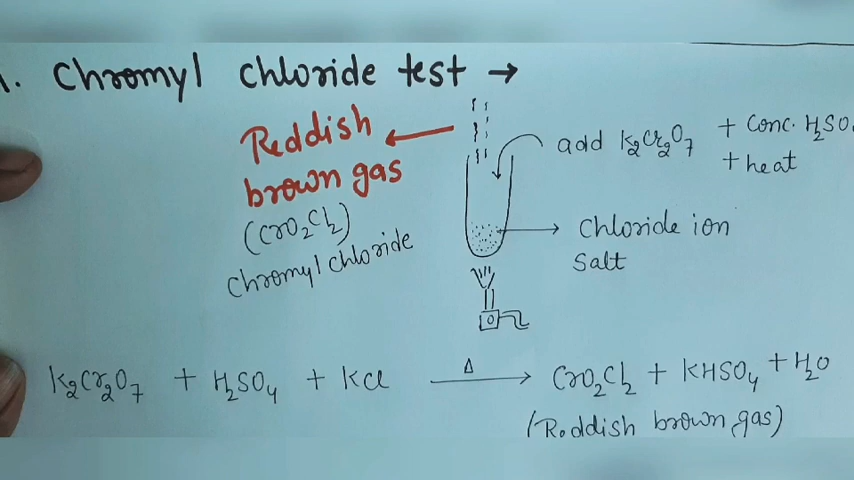 1. Chromyl chloride test →
Reddish
brown gas
(CrO₂Cl₂)
Chromyl chloride
add K₂Cr₂O₇ + Conc. H₂SO₄
+ heat
Chloride ion
Salt
K₂Cr₂O₇ + H₂SO₄ + KCl —Δ→ CrO₂Cl₂ + KHSO₄ + H₂O
(Reddish brown gas)